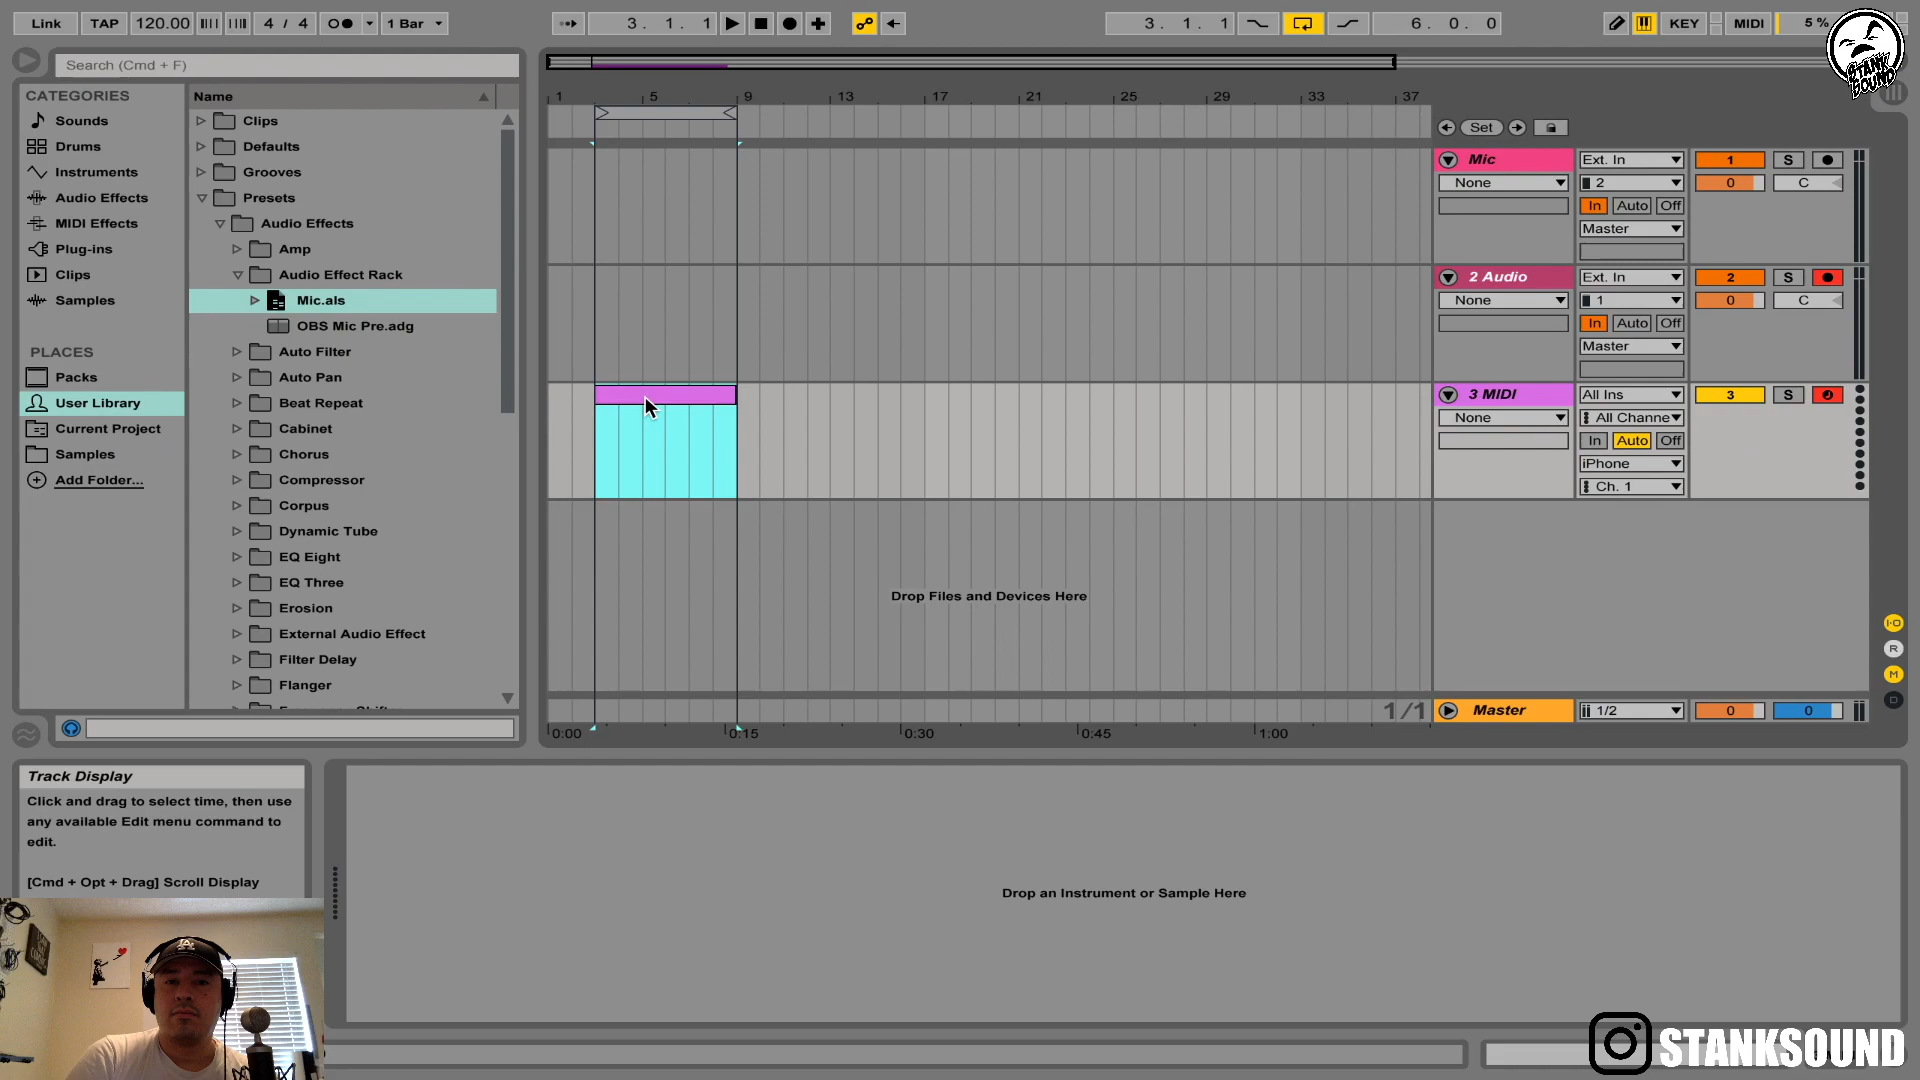 Link TAP 120.00 4 / 4 1 Bar 3. 1. 1 3. 1. 1 6. 0. 0 KEY MIDI 5 %
STANK SOUND
Search (Cmd + F)
CATEGORIES
Sounds
Drums
Instruments
Audio Effects
MIDI Effects
Plug-ins
Clips
Samples
PLACES
Packs
User Library
Current Project
Samples
Add Folder...
Name
Clips
Defaults
Grooves
Presets
Audio Effects
Amp
Audio Effect Rack
Mic.als
OBS Mic Pre.adg
Auto Filter
Auto Pan
Beat Repeat
Cabinet
Chorus
Compressor
Corpus
Dynamic Tube
EQ Eight
EQ Three
Erosion
External Audio Effect
Filter Delay
Flanger
1 5 9 13 17 21 25 29 33 37
Set
Mic Ext. In 1 S
None 2 0 C
In Auto Off
Master
2 Audio Ext. In 2 S
None 1 0 C
In Auto Off
Master
3 MIDI All Ins 3 S
None All Channe
In Auto Off
iPhone
Ch. 1
Drop Files and Devices Here
I·O
R
M
D
1/1 Master 1/2 0 0
0:00 0:15 0:30 0:45 1:00
Track Display
Click and drag to select time, then use
any available Edit menu command to
edit.
[Cmd + Opt + Drag] Scroll Display
Drop an Instrument or Sample Here
STANKSOUND